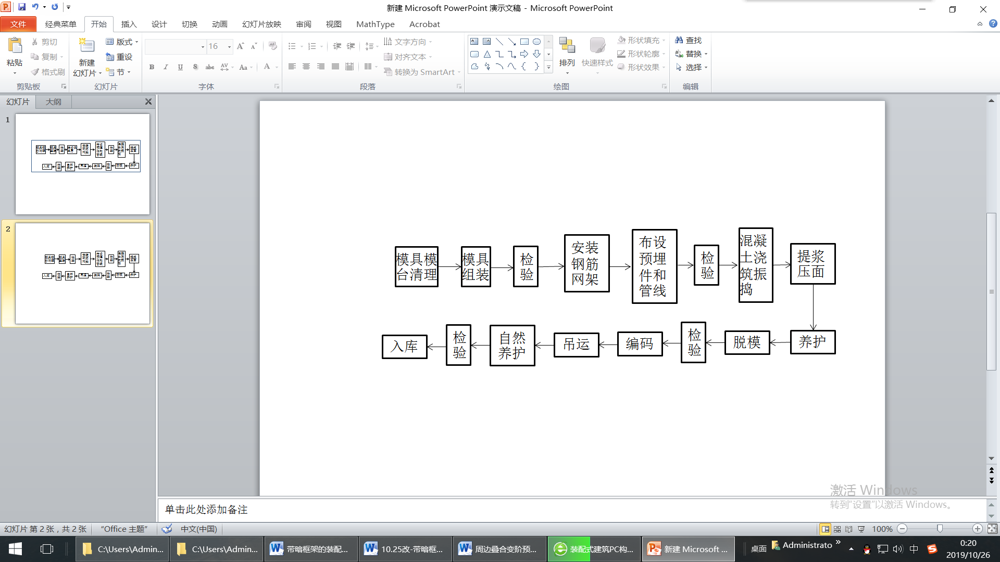 新建 Microsoft PowerPoint 演示文稿 - Microsoft PowerPoint
文件 经典菜单 开始 插入 设计 切换 动画 幻灯片放映 审阅 视图 MathType Acrobat
粘贴
剪切
复制
格式刷
剪贴板
新建
幻灯片
版式
重设
节
幻灯片
16
字体
文字方向
对齐文本
转换为 SmartArt
段落
排列
快速样式
形状填充
形状轮廓
形状效果
绘图
查找
替换
选择
编辑
幻灯片 大纲
1
2
模具模
台清理
模具
组装
检
验
安装
钢筋
网架
布设
预埋
件和
管线
检
验
混凝
土浇
筑振
捣
提浆
压面
养护
脱模
检
验
编码
吊运
自然
养护
检
验
入库
激活 Windows
转到“设置”以激活 Windows。
单击此处添加备注
幻灯片 第 2 张，共 2 张 “Office 主题” 中文(中国) 100%
C:\Users\Admin... C:\Users\Admin... 带暗框架的装配... 10.25改-带暗框... 周边叠合变阶预... 装配式建筑PC构... 新建 Microsoft ... 桌面 Administrato 中 0:20
2019/10/26